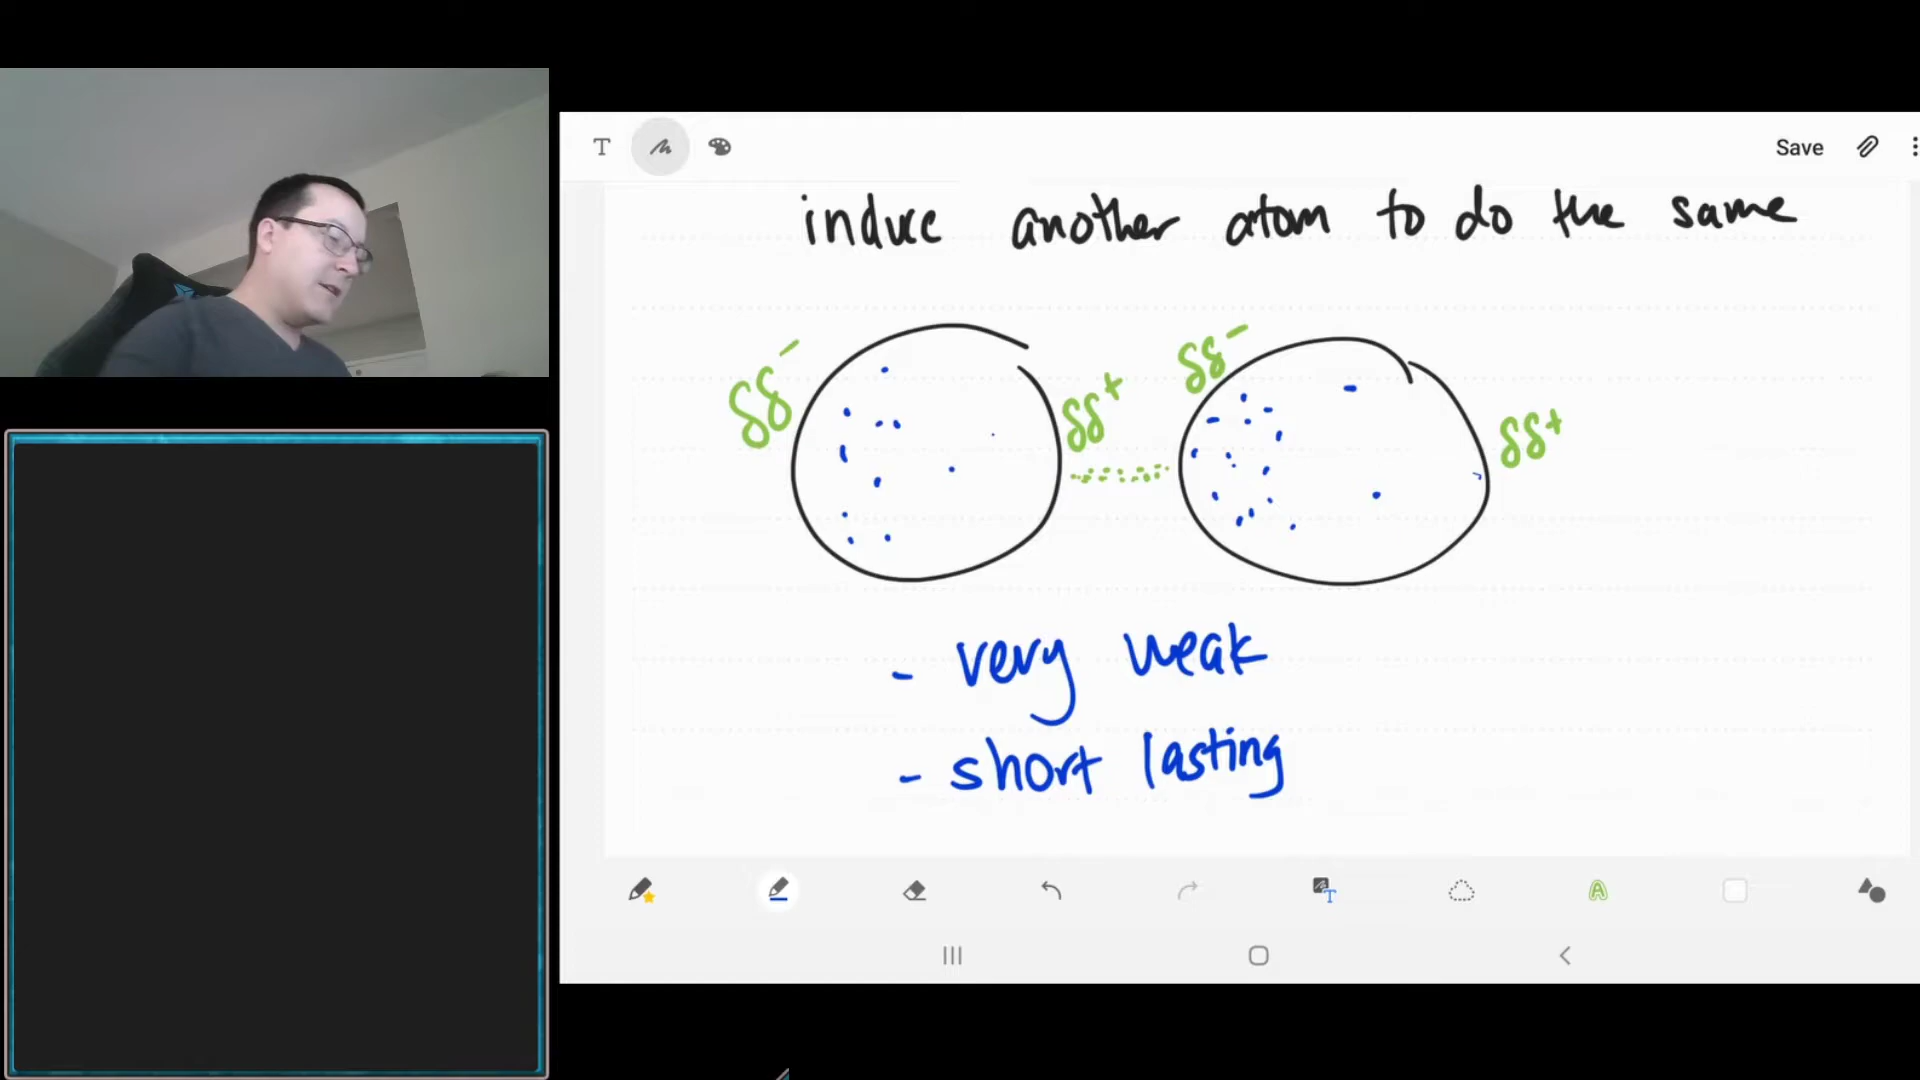 T
Save
induce another atom to do the same
δδ⁻ δδ⁺ δδ⁻ δδ⁺
- very weak
- short lasting
T
A